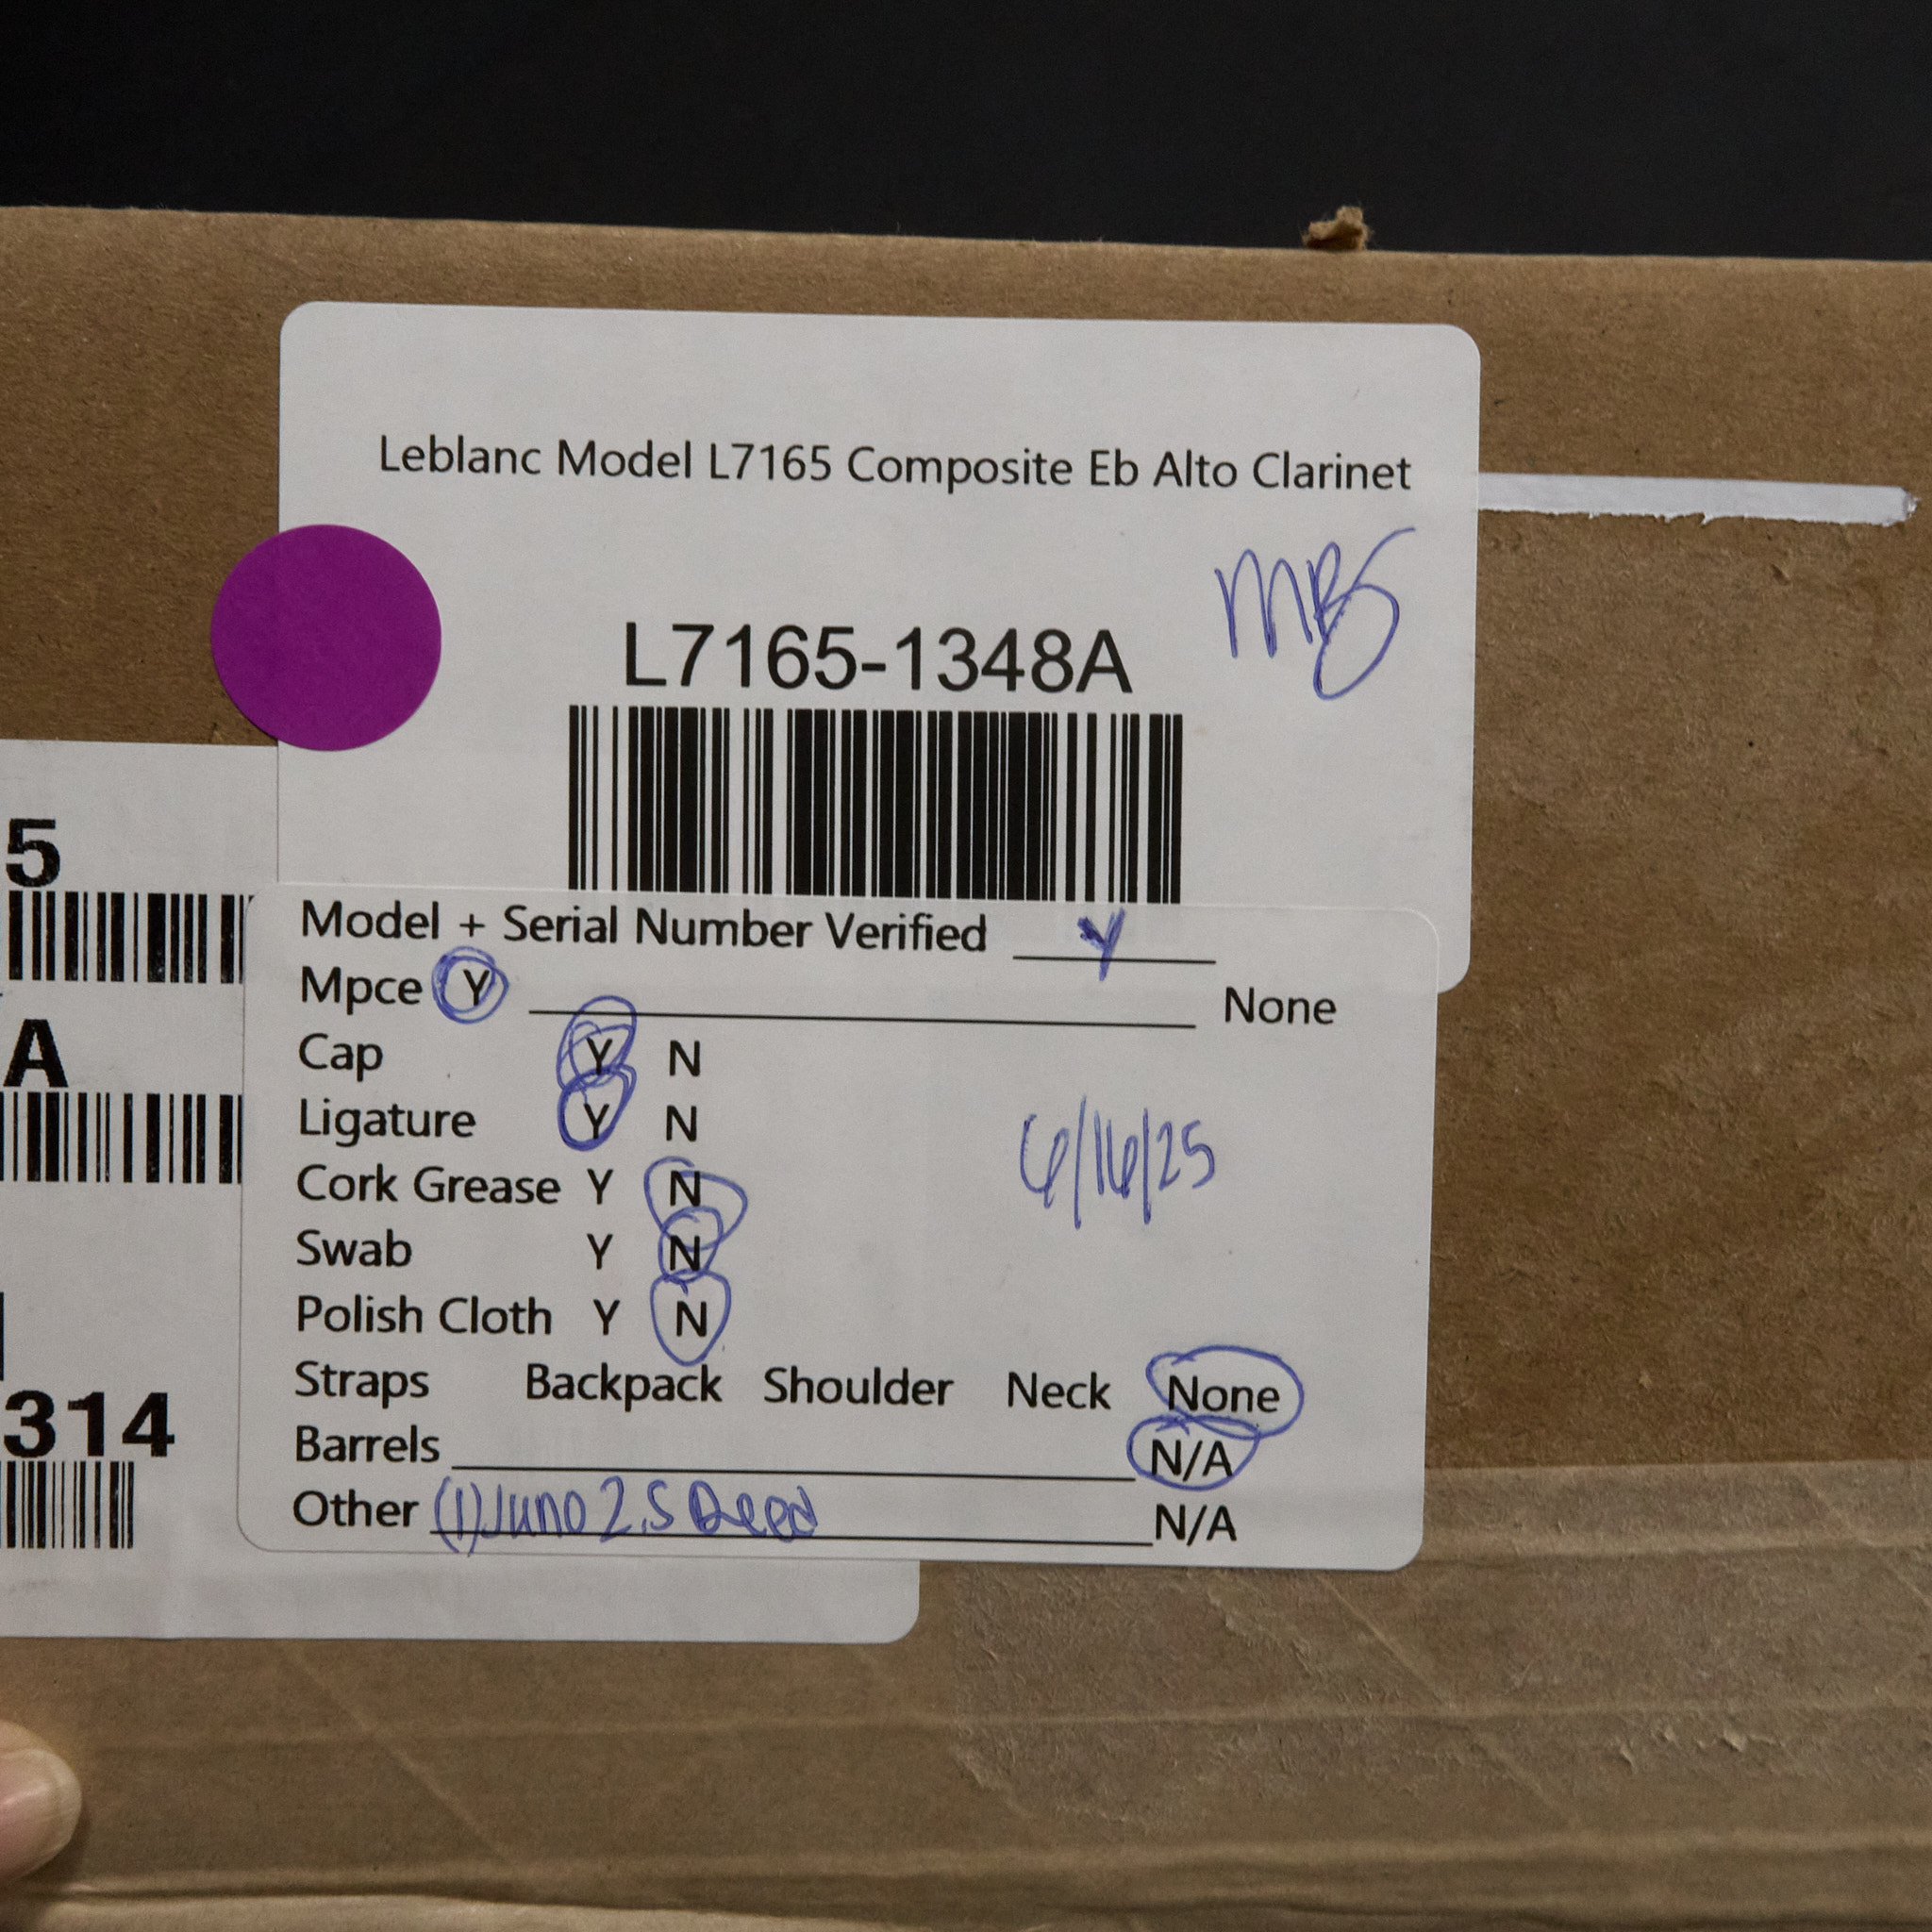 Leblanc Model L7165 Composite Eb Alto Clarinet
L7165-1348A
5
A
314
Model + Serial Number Verified Y
Mpce Y None
Cap Y N
Ligature Y N
Cork Grease Y N
6/16/25
Swab Y N
Polish Cloth Y N
Straps Backpack Shoulder Neck None
Barrels N/A
Other (1) Juno 2.5 Reed N/A